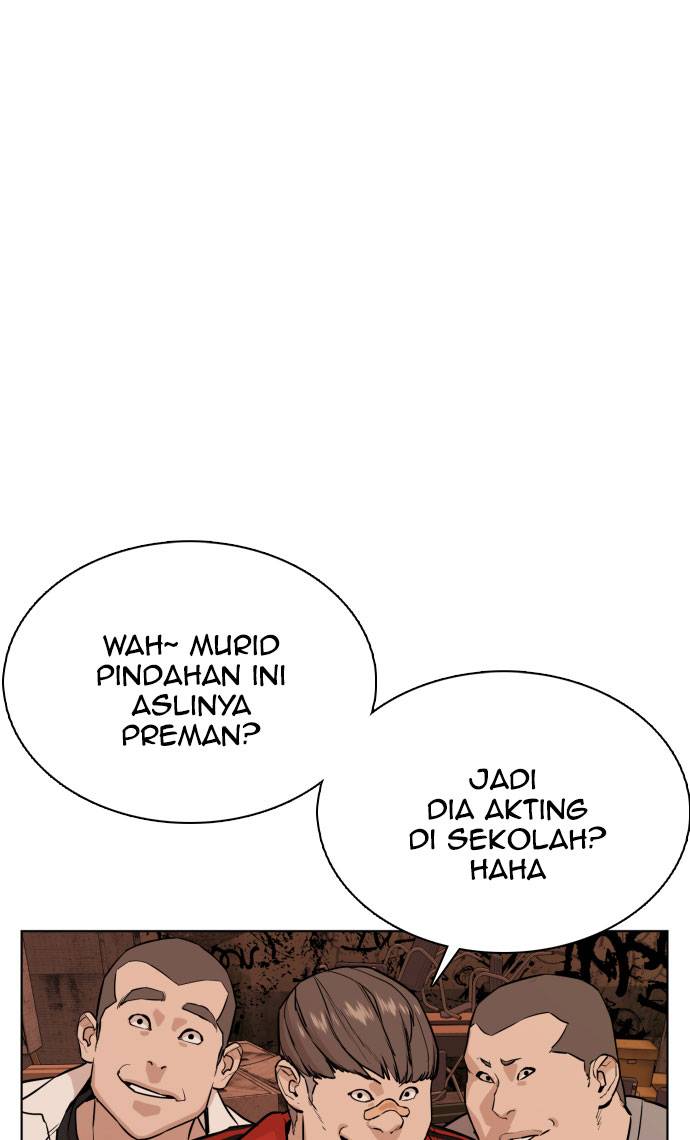 WAH~ MURID
PINDAHAN INI
ASLINYA
PREMAN?
JADI
DIA AKTING
DI SEKOLAH?
HAHA